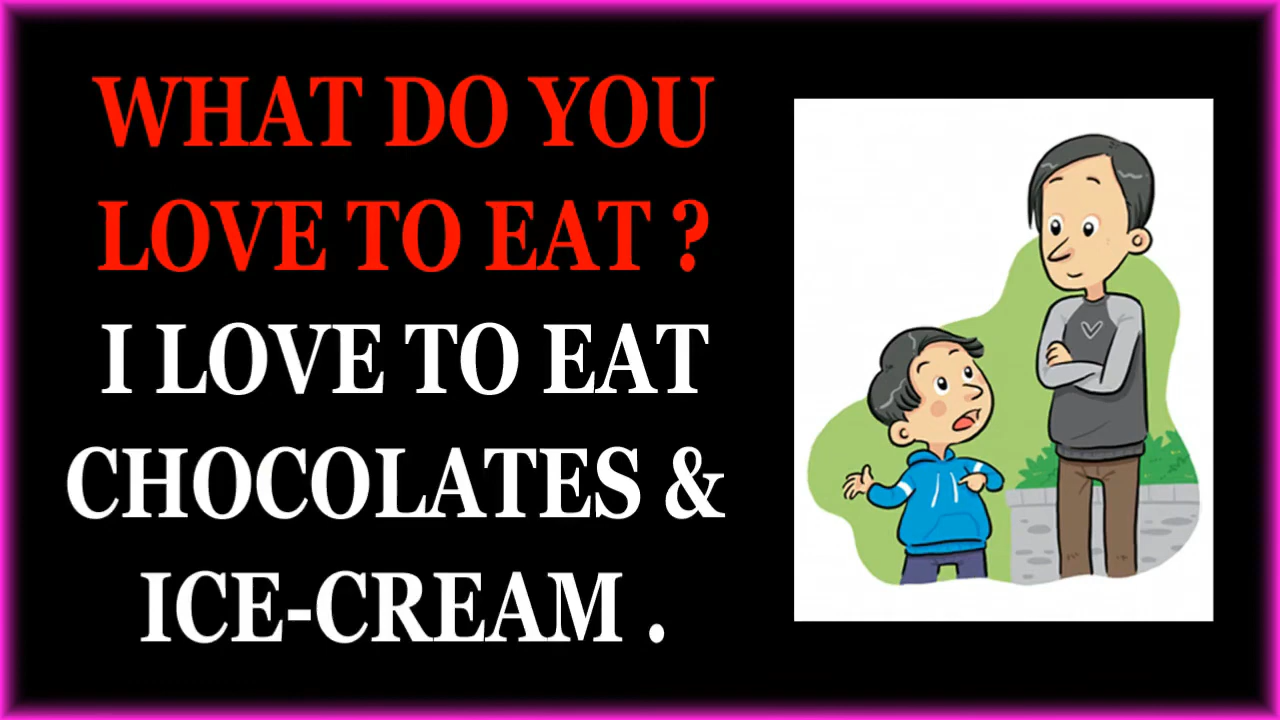 WHAT DO YOU
LOVE TO EAT ?
I LOVE TO EAT
CHOCOLATES &
ICE-CREAM .